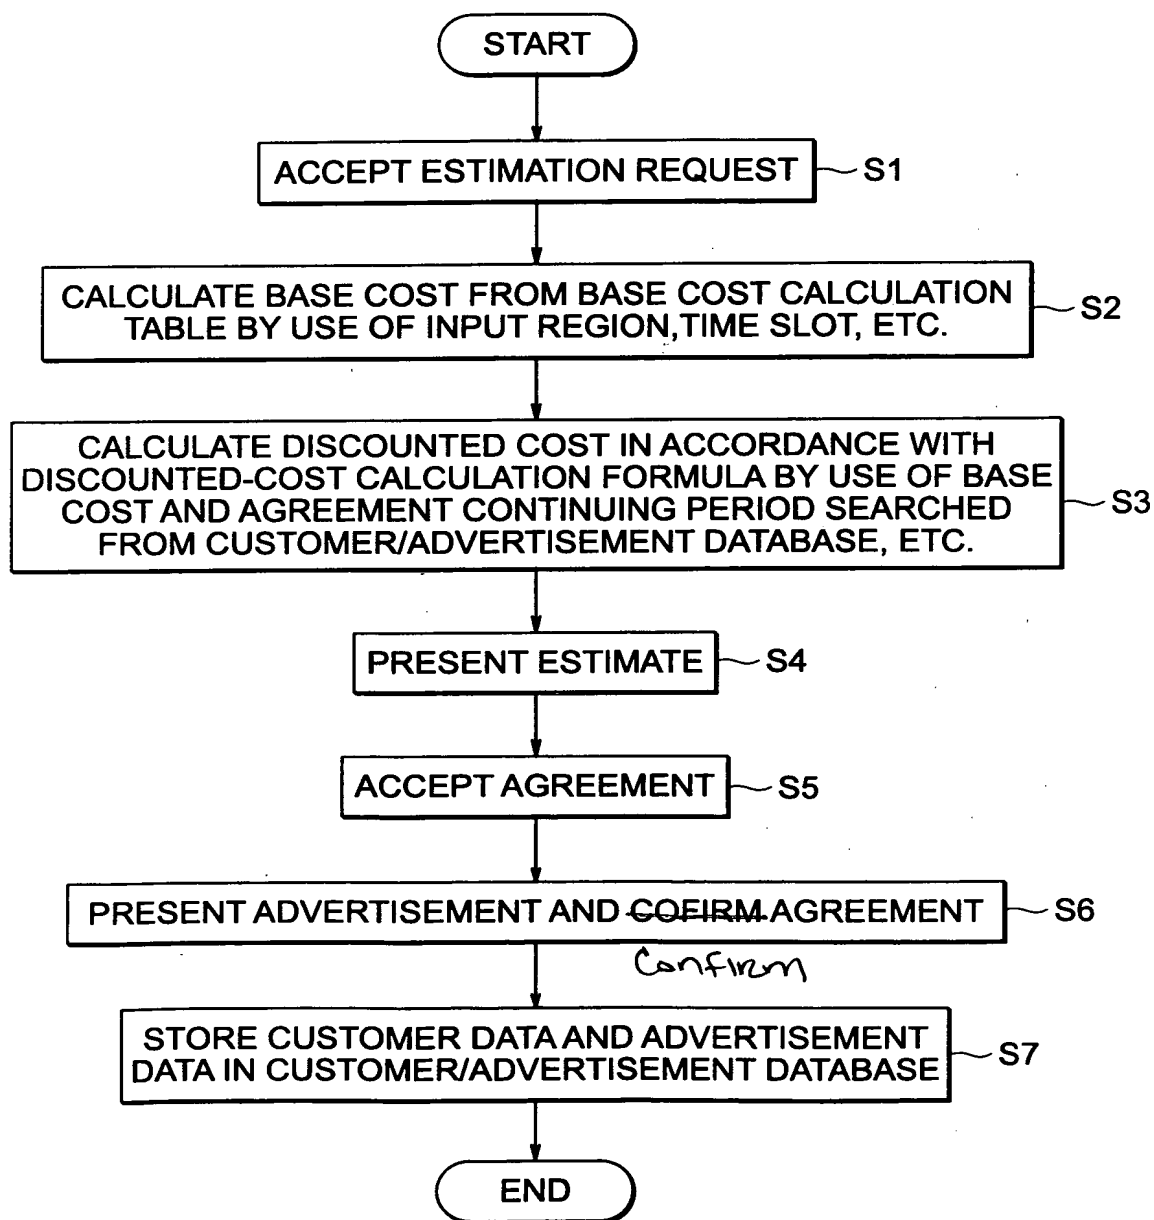 START
ACCEPT ESTIMATION REQUEST
S1
CALCULATE BASE COST FROM BASE COST CALCULATION
TABLE BY USE OF INPUT REGION,TIME SLOT, ETC.
S2
CALCULATE DISCOUNTED COST IN ACCORDANCE WITH
DISCOUNTED-COST CALCULATION FORMULA BY USE OF BASE
COST AND AGREEMENT CONTINUING PERIOD SEARCHED
FROM CUSTOMER/ADVERTISEMENT DATABASE, ETC.
S3
PRESENT ESTIMATE
S4
ACCEPT AGREEMENT
S5
PRESENT ADVERTISEMENT AND COFIRM AGREEMENT
S6
Confirm
STORE CUSTOMER DATA AND ADVERTISEMENT
DATA IN CUSTOMER/ADVERTISEMENT DATABASE
S7
END